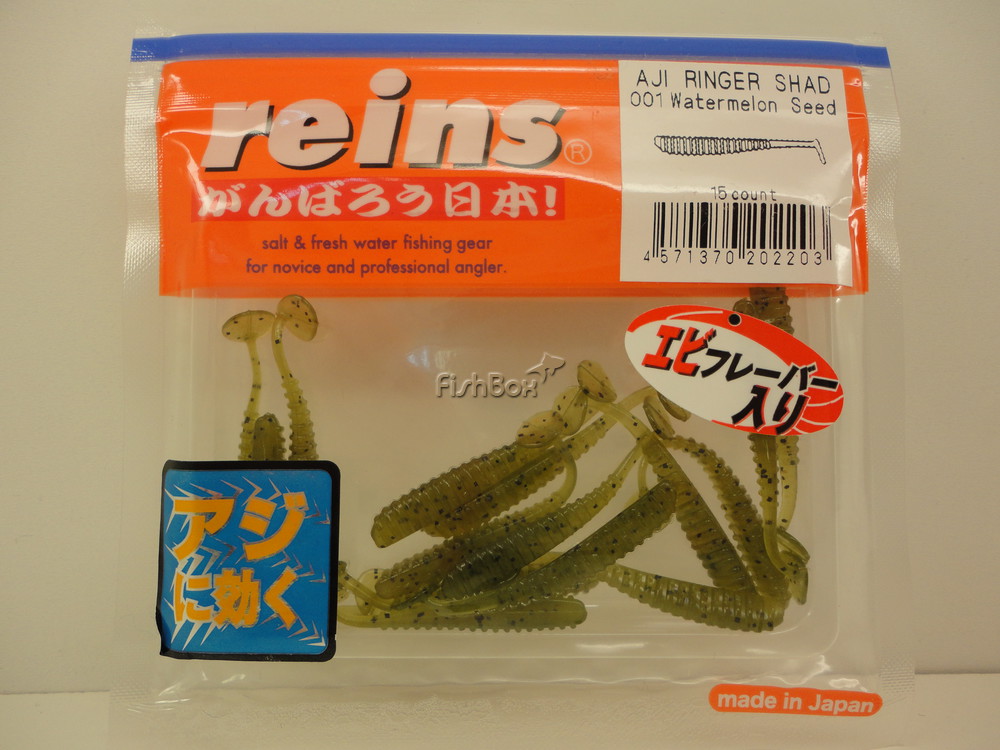 reins®
がんばろう日本!
salt & fresh water fishing gear
for novice and professional angler.
AJI RINGER SHAD
001 Watermelon Seed
15 count
4 571370 202203
エビフレーバー
入り
FishBox
アジ
に効く
made in Japan